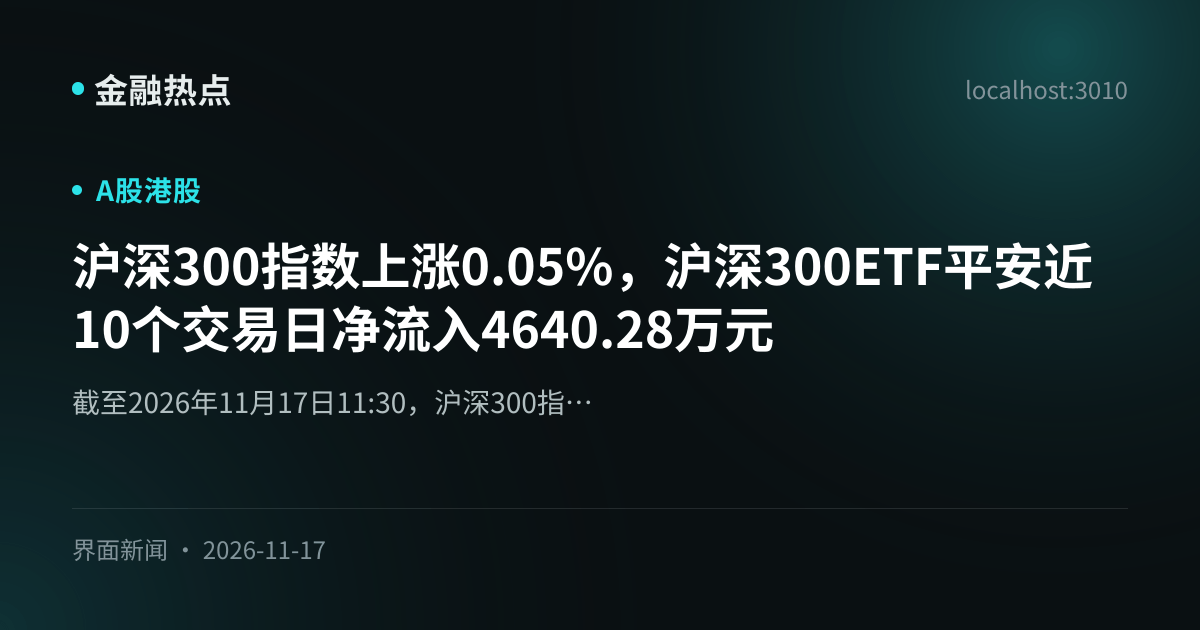 金融热点
localhost:3010
A股港股
沪深300指数上涨0.05%，沪深300ETF平安近
10个交易日净流入4640.28万元
截至2026年11月17日11:30，沪深300指…
界面新闻 • 2026-11-17